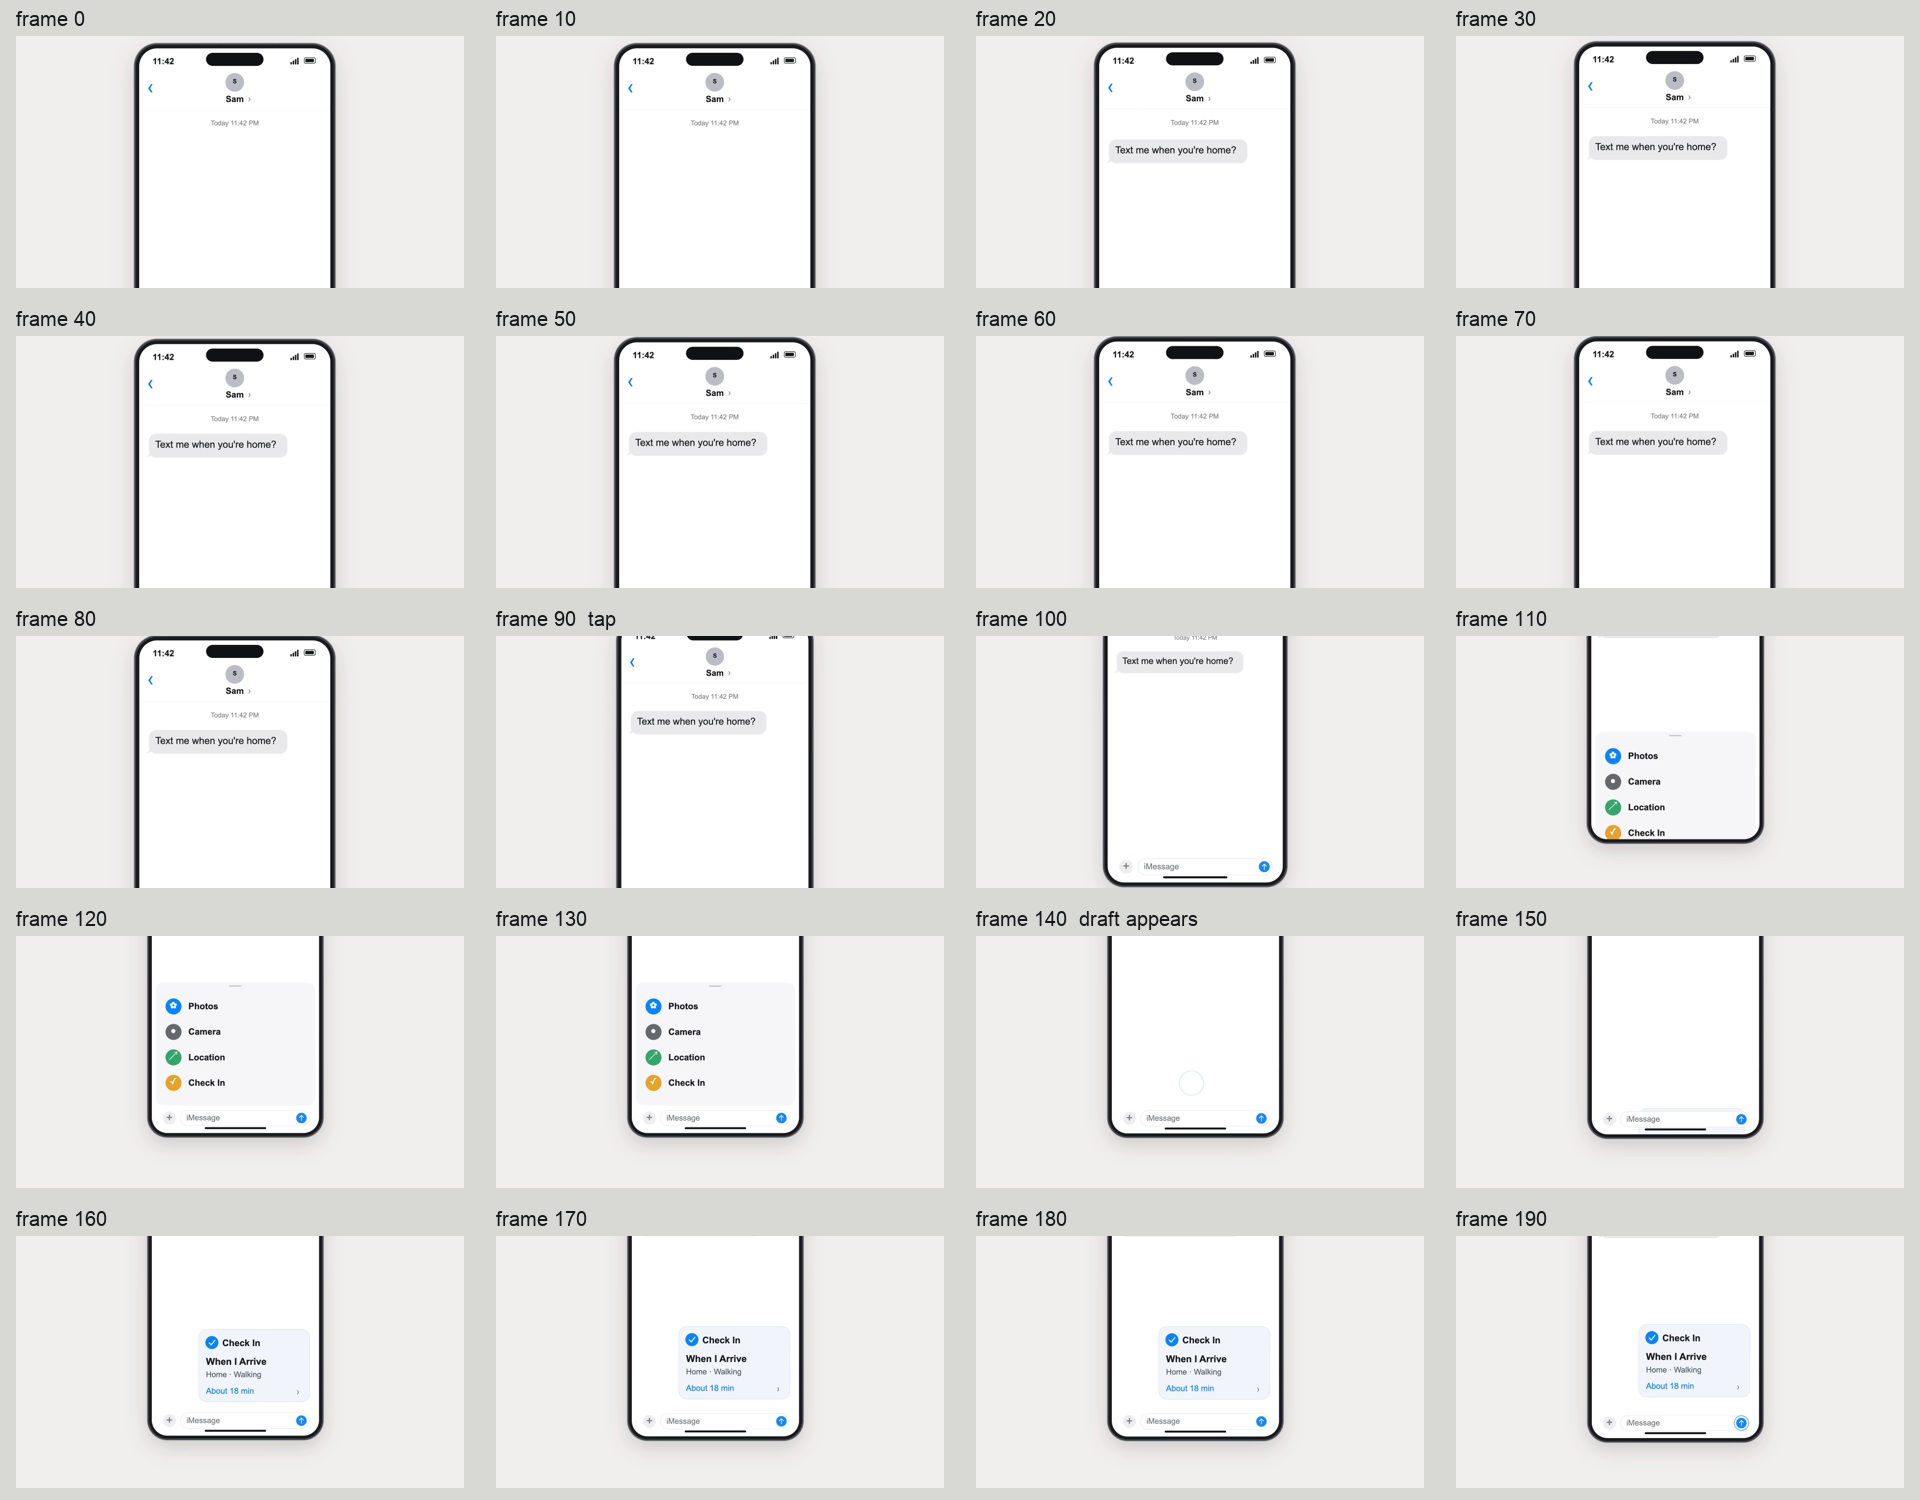 frame 0
11:42
S
Sam ›
Today 11:42 PM
frame 10
11:42
S
Sam ›
Today 11:42 PM
frame 20
11:42
S
Sam ›
Today 11:42 PM
Text me when you're home?
frame 30
11:42
S
Sam ›
Today 11:42 PM
Text me when you're home?
frame 40
11:42
S
Sam ›
Today 11:42 PM
Text me when you're home?
frame 50
11:42
S
Sam ›
Today 11:42 PM
Text me when you're home?
frame 60
11:42
S
Sam ›
Today 11:42 PM
Text me when you're home?
frame 70
11:42
S
Sam ›
Today 11:42 PM
Text me when you're home?
frame 80
11:42
S
Sam ›
Today 11:42 PM
Text me when you're home?
frame 90 tap
11:42
S
Sam ›
Today 11:42 PM
Text me when you're home?
frame 100
Today 11:42 PM
Text me when you're home?
iMessage
frame 110
Photos
Camera
Location
Check In
frame 120
Photos
Camera
Location
Check In
iMessage
frame 130
Photos
Camera
Location
Check In
iMessage
frame 140 draft appears
iMessage
frame 150
iMessage
frame 160
Check In
When I Arrive
Home · Walking
About 18 min ›
iMessage
frame 170
Check In
When I Arrive
Home · Walking
About 18 min ›
iMessage
frame 180
Check In
When I Arrive
Home · Walking
About 18 min ›
iMessage
frame 190
Check In
When I Arrive
Home · Walking
About 18 min ›
iMessage